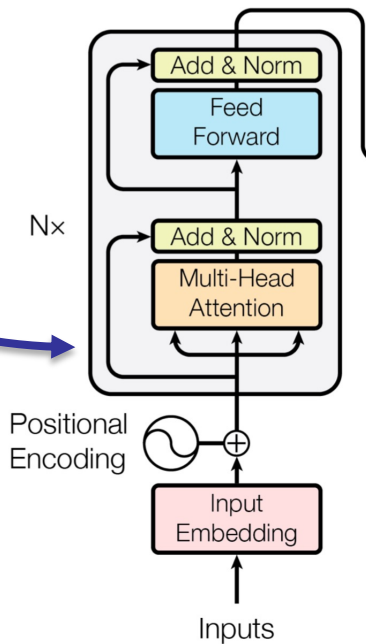 Add & Norm
Feed
Forward
N×
Add & Norm
Multi-Head
Attention
Positional
Encoding
Input
Embedding
Inputs